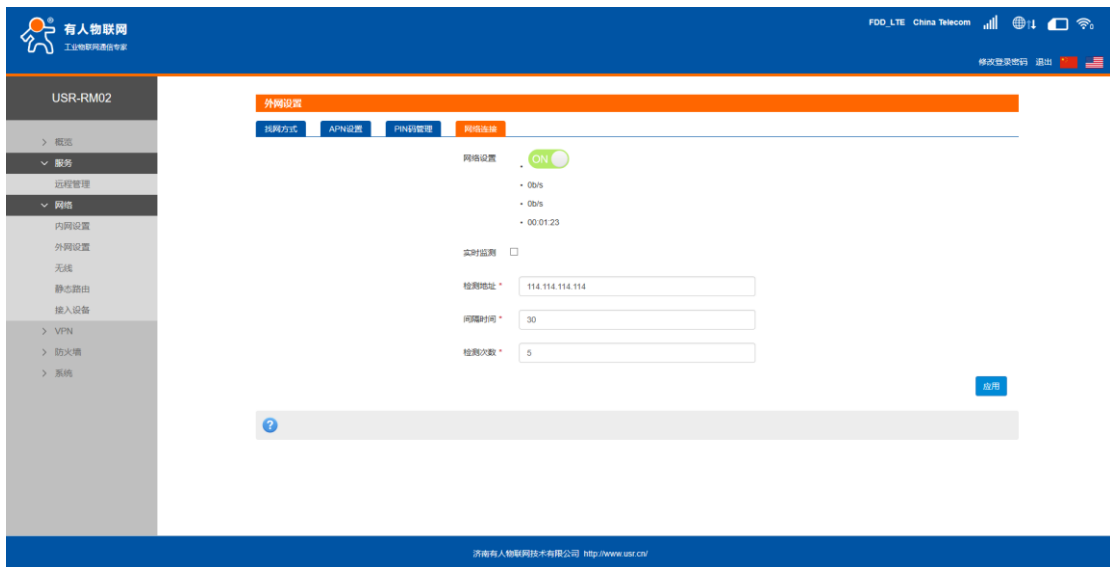 有人物联网
工业物联网通信专家
FDD_LTE China Telecom
修改登录密码 退出
USR-RM02
> 概览
服务
远程管理
网络
内网设置
外网设置
无线
静态路由
接入设备
> VPN
> 防火墙
> 系统
外网设置
找网方式 APN设置 PIN码管理 网络连接
网络设置 ON
• 0b/s
• 0b/s
• 00:01:23
实时监测
检测地址 * 114.114.114.114
间隔时间 * 30
检测次数 * 5
应用
?
济南有人物联网技术有限公司 http://www.usr.cn/